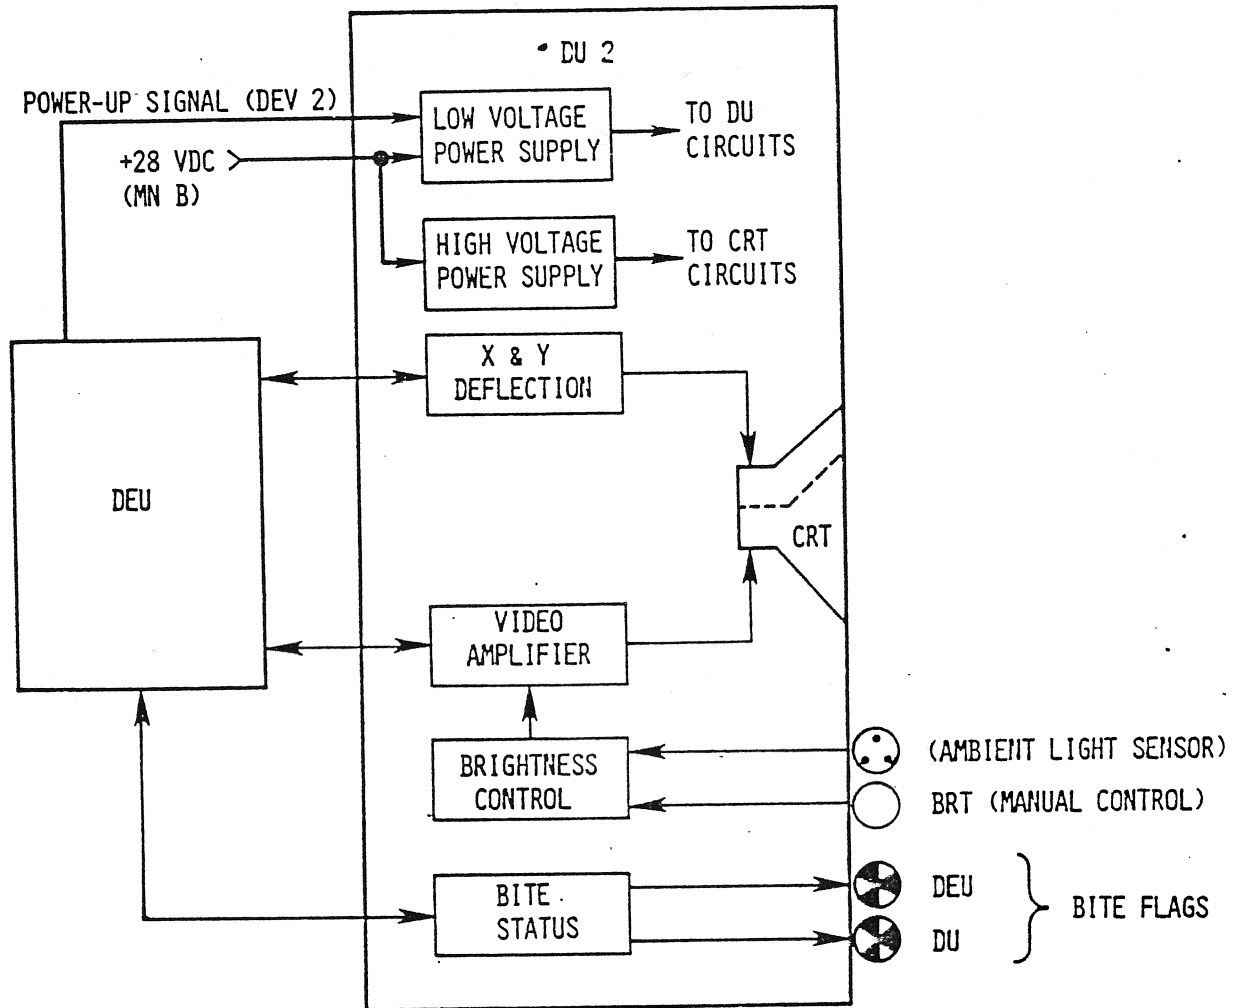 DU 2
POWER-UP SIGNAL (DEV 2)
LOW VOLTAGE
POWER SUPPLY
TO DU
CIRCUITS
+28 VDC
(MN B)
HIGH VOLTAGE
POWER SUPPLY
TO CRT
CIRCUITS
X & Y
DEFLECTION
DEU
CRT
VIDEO
AMPLIFIER
BRIGHTNESS
CONTROL
(AMBIENT LIGHT SENSOR)
BRT (MANUAL CONTROL)
BITE
STATUS
DEU
DU
BITE FLAGS